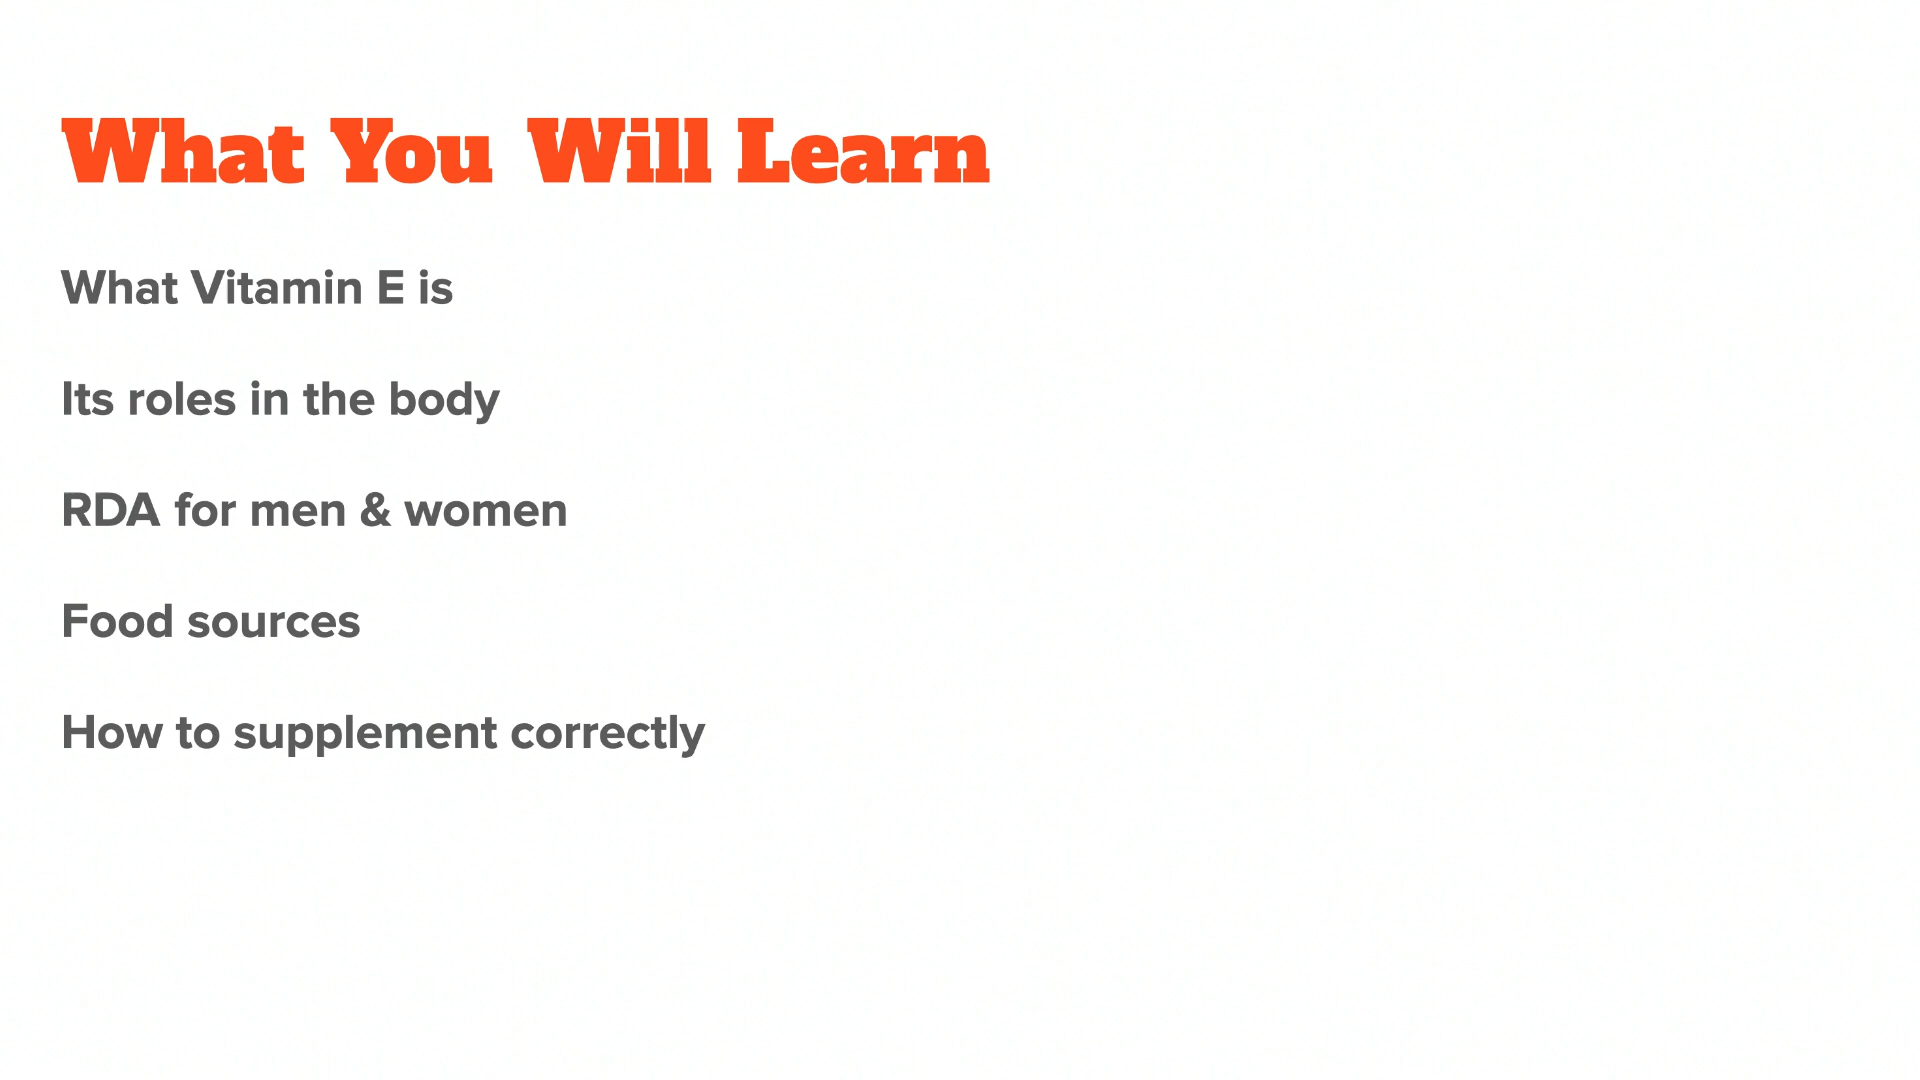 What You Will Learn
What Vitamin E is
Its roles in the body
RDA for men & women
Food sources
How to supplement correctly